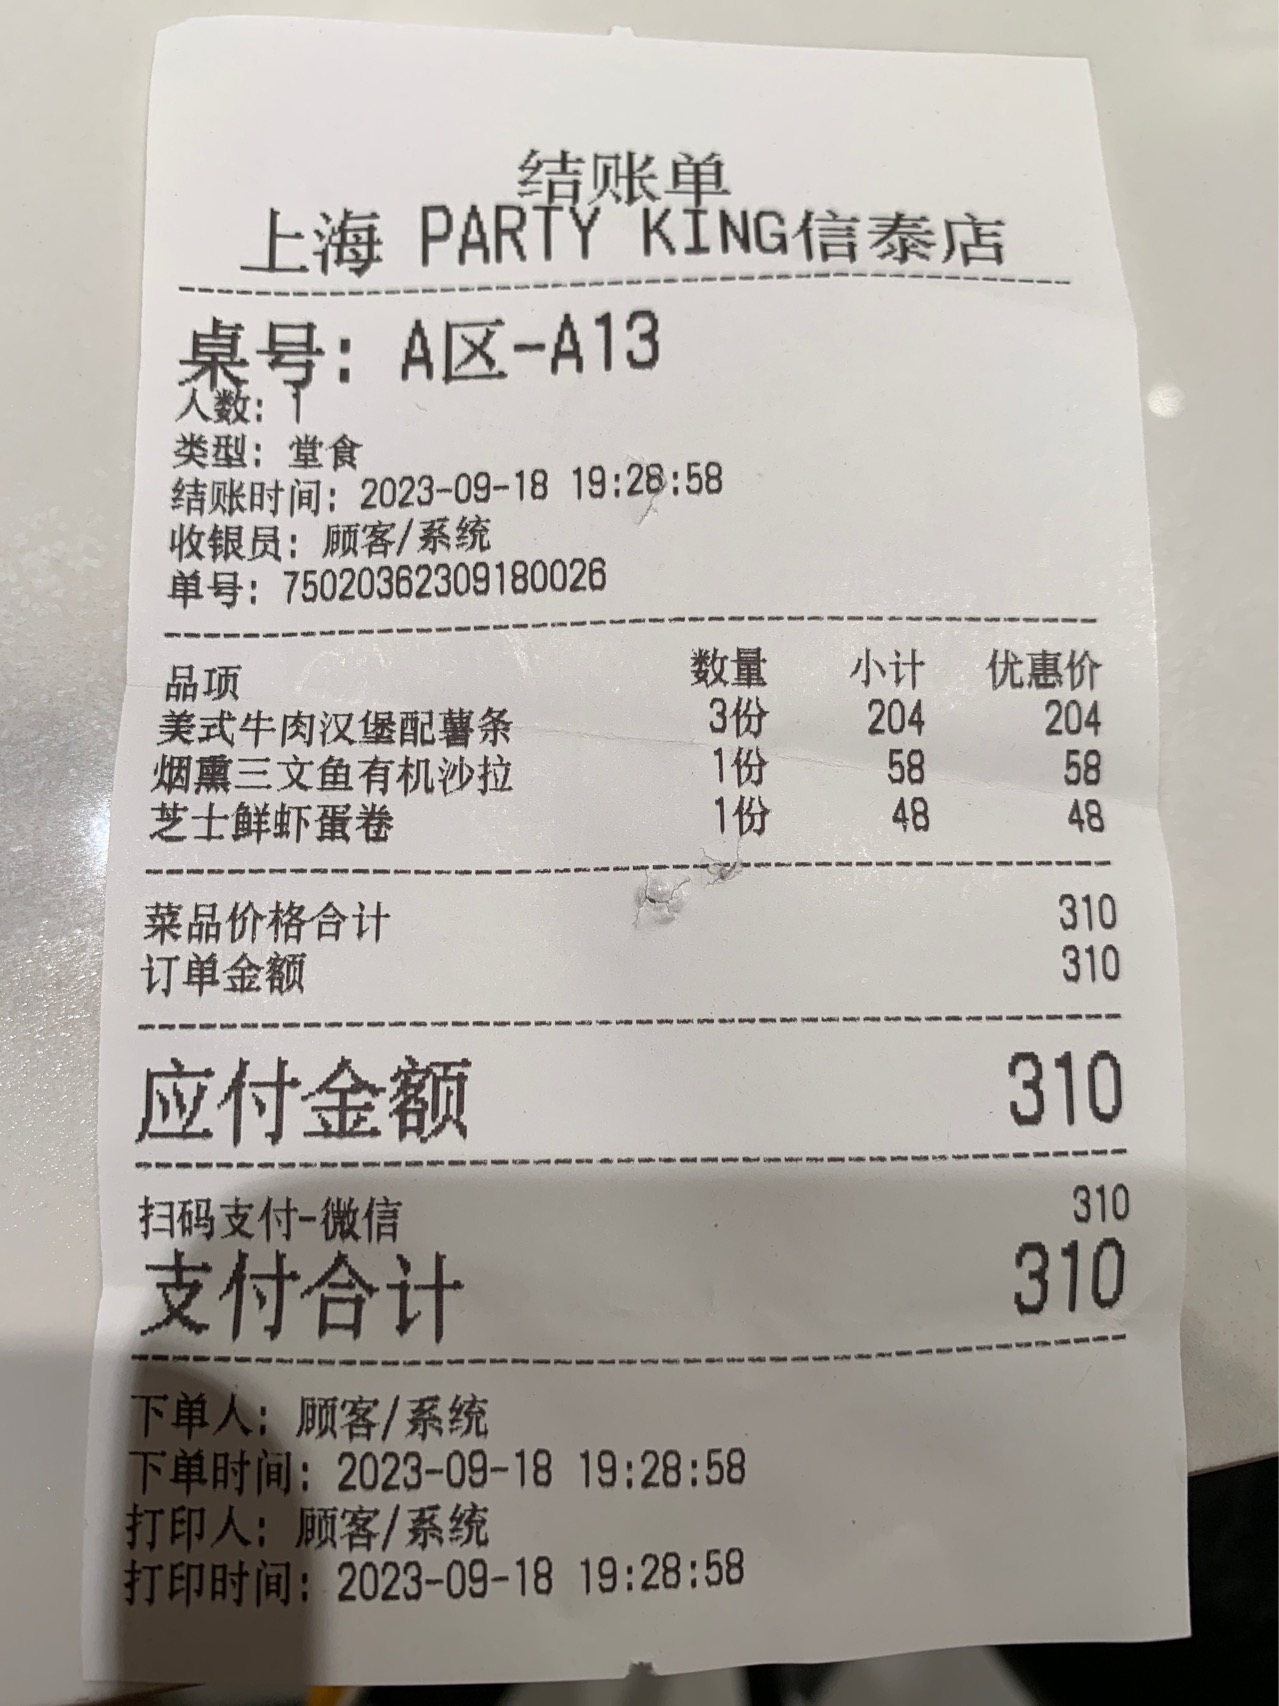 结账单
上海 PARTY KING信泰店
桌号: A区-A13
人数: 1
类型: 堂食
结账时间: 2023-09-18 19:28:58
收银员: 顾客/系统
单号: 75020362309180026
品项 数量 小计 优惠价
美式牛肉汉堡配薯条 3份 204 204
烟熏三文鱼有机沙拉 1份 58 58
芝士鲜虾蛋卷 1份 48 48
菜品价格合计 310
订单金额 310
应付金额 310
扫码支付-微信 310
支付合计 310
下单人: 顾客/系统
下单时间: 2023-09-18 19:28:58
打印人: 顾客/系统
打印时间: 2023-09-18 19:28:58